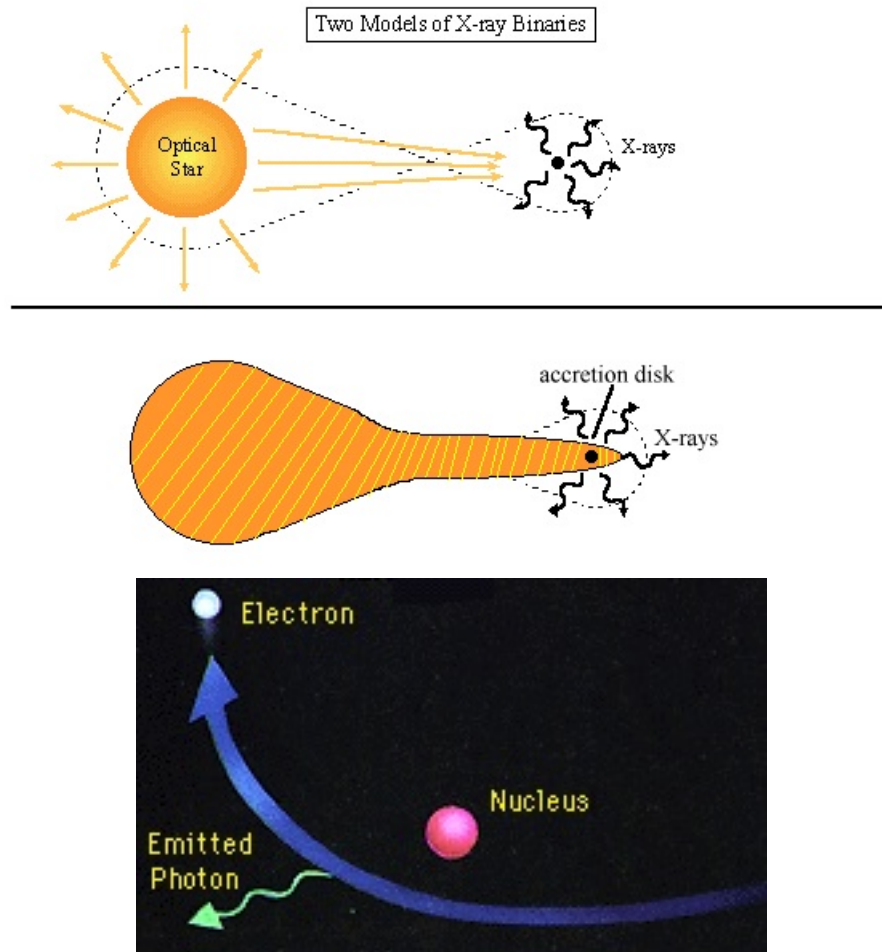 Two Models of X-ray Binaries
Optical
Star
X-rays
accretion disk
X-rays
Electron
Nucleus
Emitted
Photon